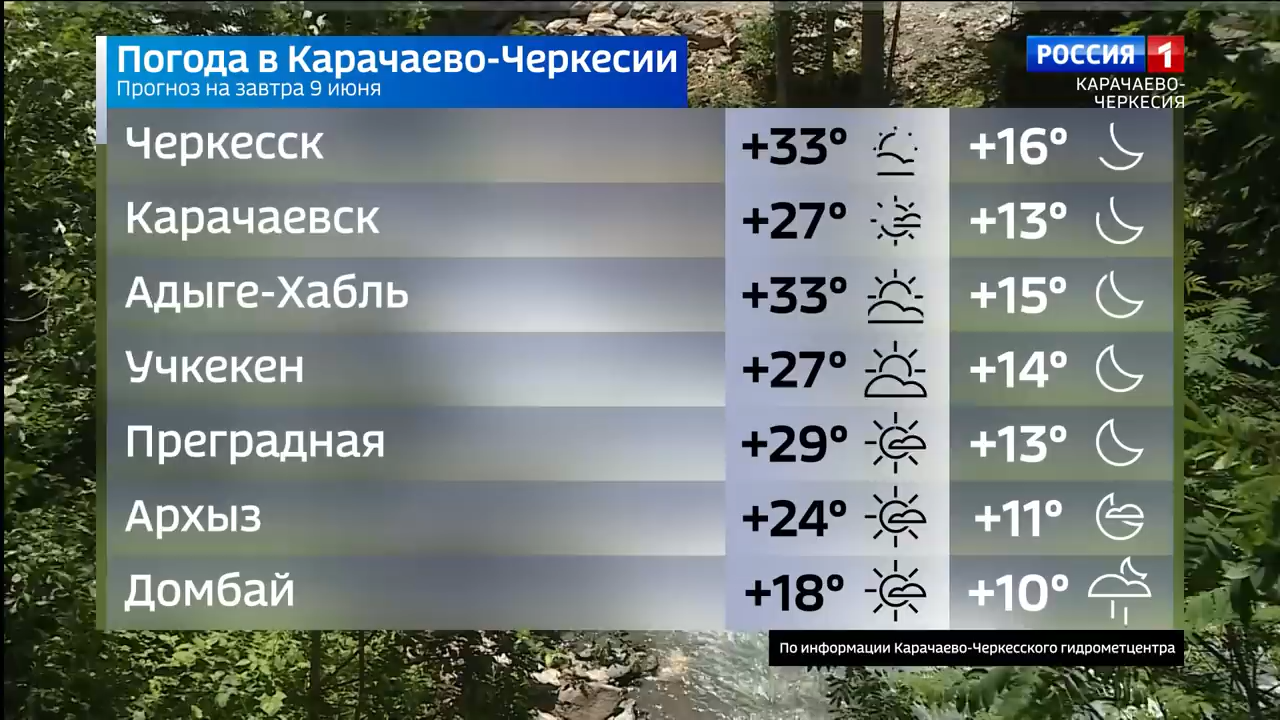 Погода в Карачаево-Черкесии
Прогноз на завтра 9 июня
РОССИЯ 1
КАРАЧАЕВО-
ЧЕРКЕСИЯ
Черкесск +33° +16°
Карачаевск +27° +13°
Адыге-Хабль +33° +15°
Учкекен +27° +14°
Преградная +29° +13°
Архыз +24° +11°
Домбай +18° +10°
По информации Карачаево-Черкесского гидрометцентра